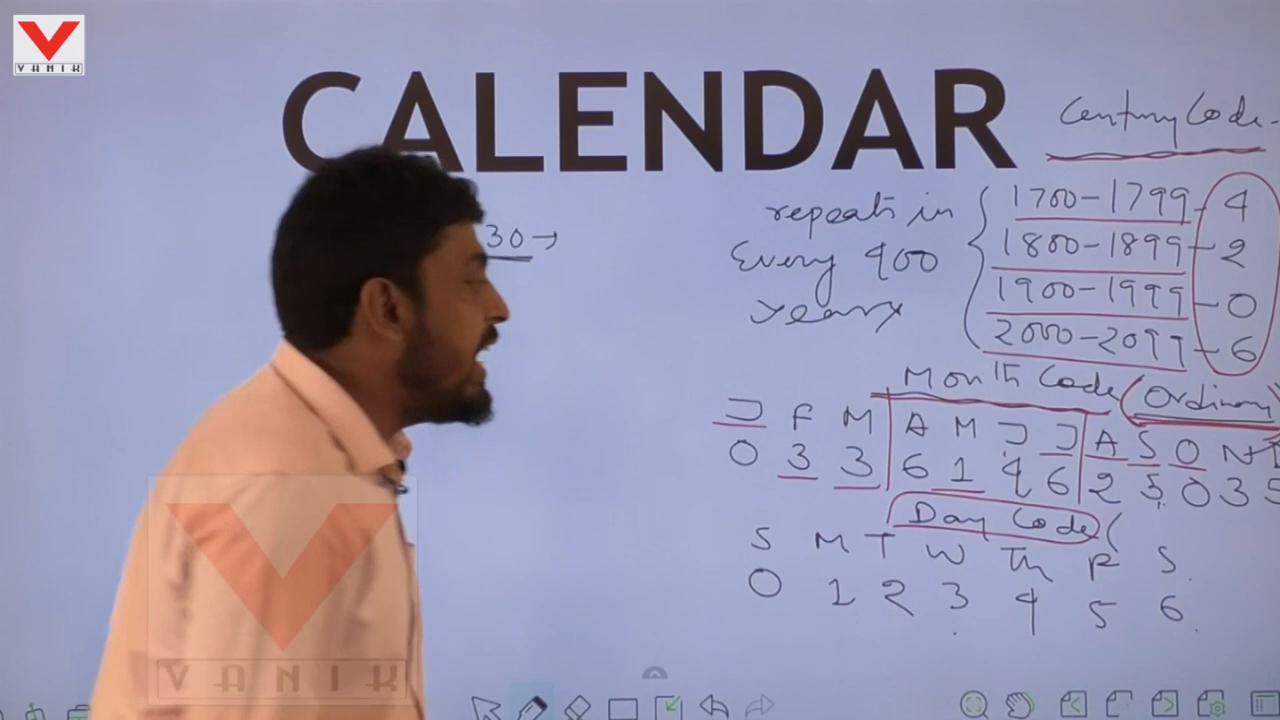 VANIK
CALENDAR
Century Code -
30 →
repeats in
Every 400
years
1700-1799 - 4
1800-1899 - 2
1900-1999 - 0
2000-2099 - 6
Month Code (Ordinary)
J F M A M J J A S O N D
0 3 3 6 1 4 6 2 5 0 3 5
Day Code (
S M T W Th F S
0 1 2 3 4 5 6
VANIK